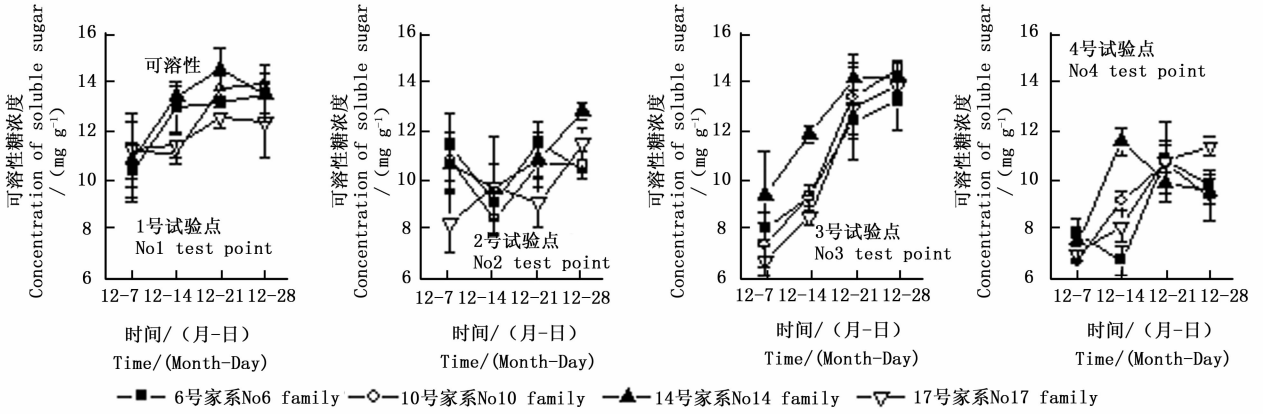 可溶性糖浓度
Concentration of soluble sugar
/ (mg g⁻¹)
16
14
12
10
8
6
可溶性
1号试验点
No1 test point
12-7 12-14 12-21 12-28
时间/（月-日）
Time/(Month-Day)
可溶性糖浓度
Concentration of soluble sugar
/ (mg g⁻¹)
16
14
12
10
8
6
2号试验点
No2 test point
12-7 12-14 12-21 12-28
时间/（月-日）
Time/(Month-Day)
可溶性糖浓度
Concentration of soluble sugar
/ (mg g⁻¹)
16
14
12
10
8
6
3号试验点
No3 test point
12-7 12-14 12-21 12-28
时间/（月-日）
Time/(Month-Day)
可溶性糖浓度
Concentration of soluble sugar
/ (mg g⁻¹)
16
14
12
10
8
6
4号试验点
No4 test point
12-7 12-14 12-21 12-28
时间/（月-日）
Time/(Month-Day)
6号家系No6 family 10号家系No10 family 14号家系No14 family 17号家系No17 family